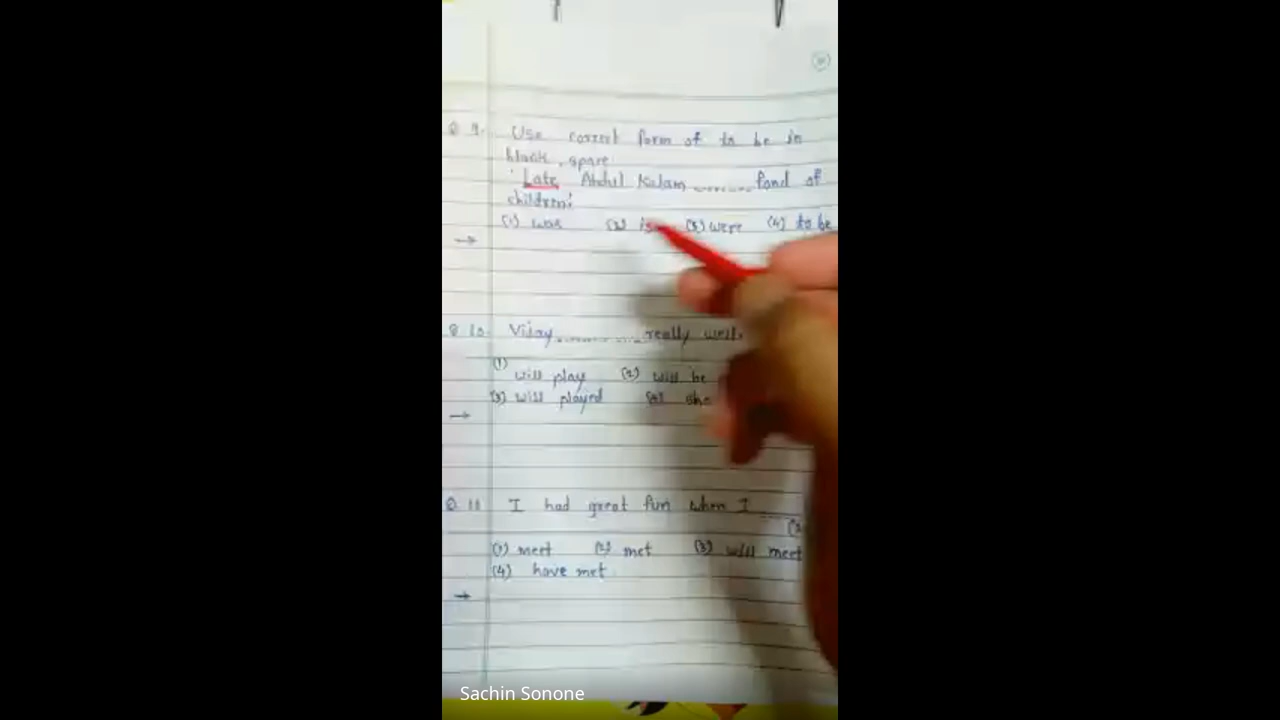 Q 9. Use correct form of to be in
blank space
'Late Abdul Kalam ........ fond of
children'
(1) was (2) is (3) were (4) to be
Q 10. Vijay ............ really well.
(1) will play (2) will be
(3) will played (4) sho
Q 11 I had great fun when I
(1) meet (2) met (3) will meet
(4) have met
Sachin Sonone